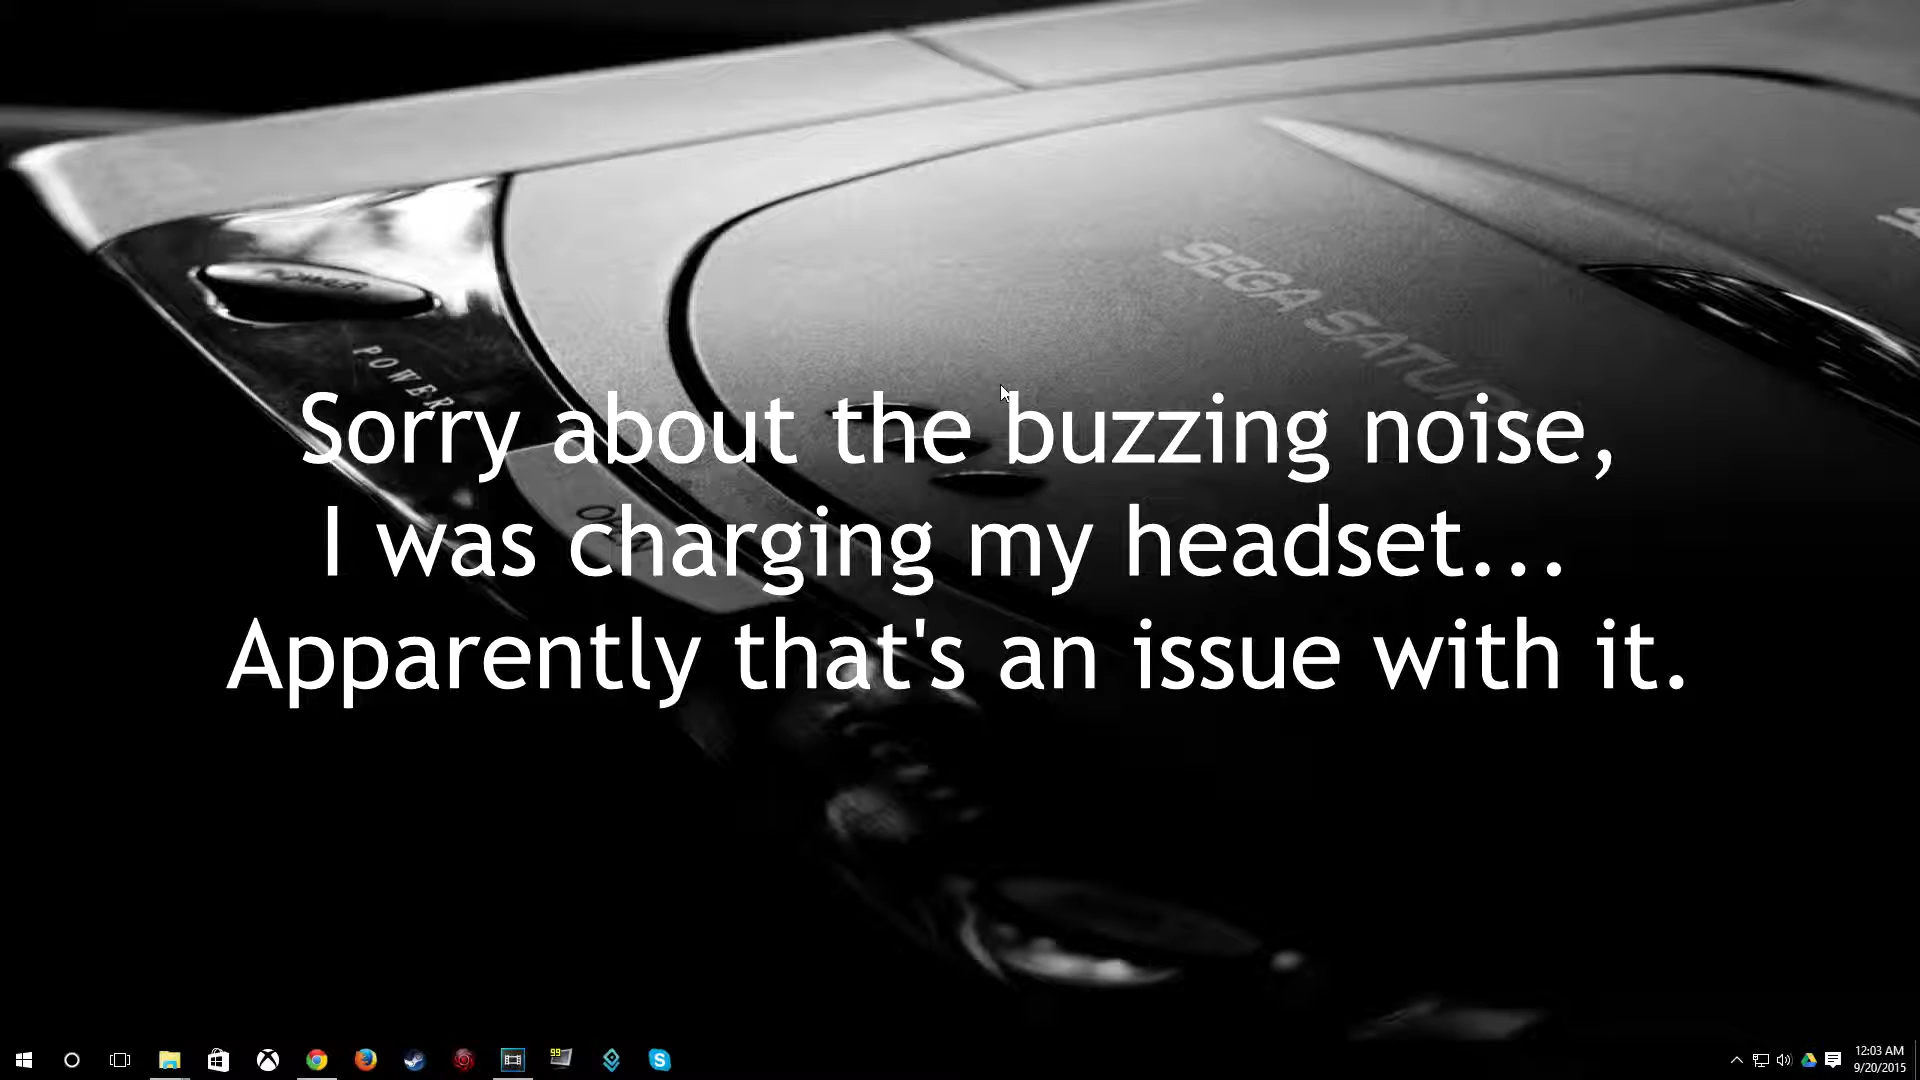 SEGA SATURN
POWER
Sorry about the buzzing noise,
I was charging my headset...
Apparently that's an issue with it.
99
12:03 AM
9/20/2015